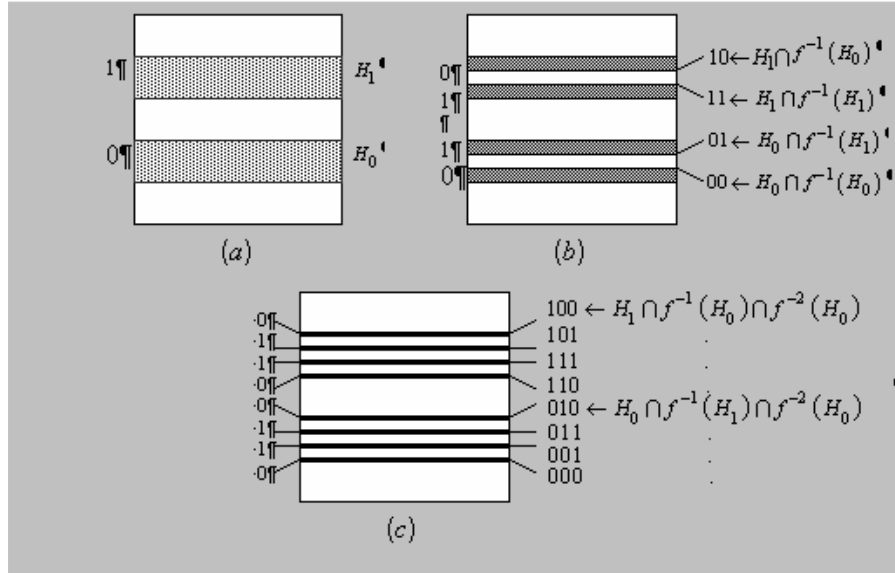 1¶ H₁
0¶ H₀
(a)
0¶ 10← H₁∩f⁻¹(H₀)
1¶ 11← H₁∩f⁻¹(H₁)
¶
1¶ 01← H₀∩f⁻¹(H₁)
0¶ 00← H₀∩f⁻¹(H₀)
(b)
·0¶ 100 ← H₁∩f⁻¹(H₀)∩f⁻²(H₀)
·1¶ 101 .
·1¶ 111 .
·0¶ 110 .
·0¶ 010 ← H₀∩f⁻¹(H₁)∩f⁻²(H₀)
·1¶ 011 .
·1¶ 001 .
·0¶ 000 .
(c)